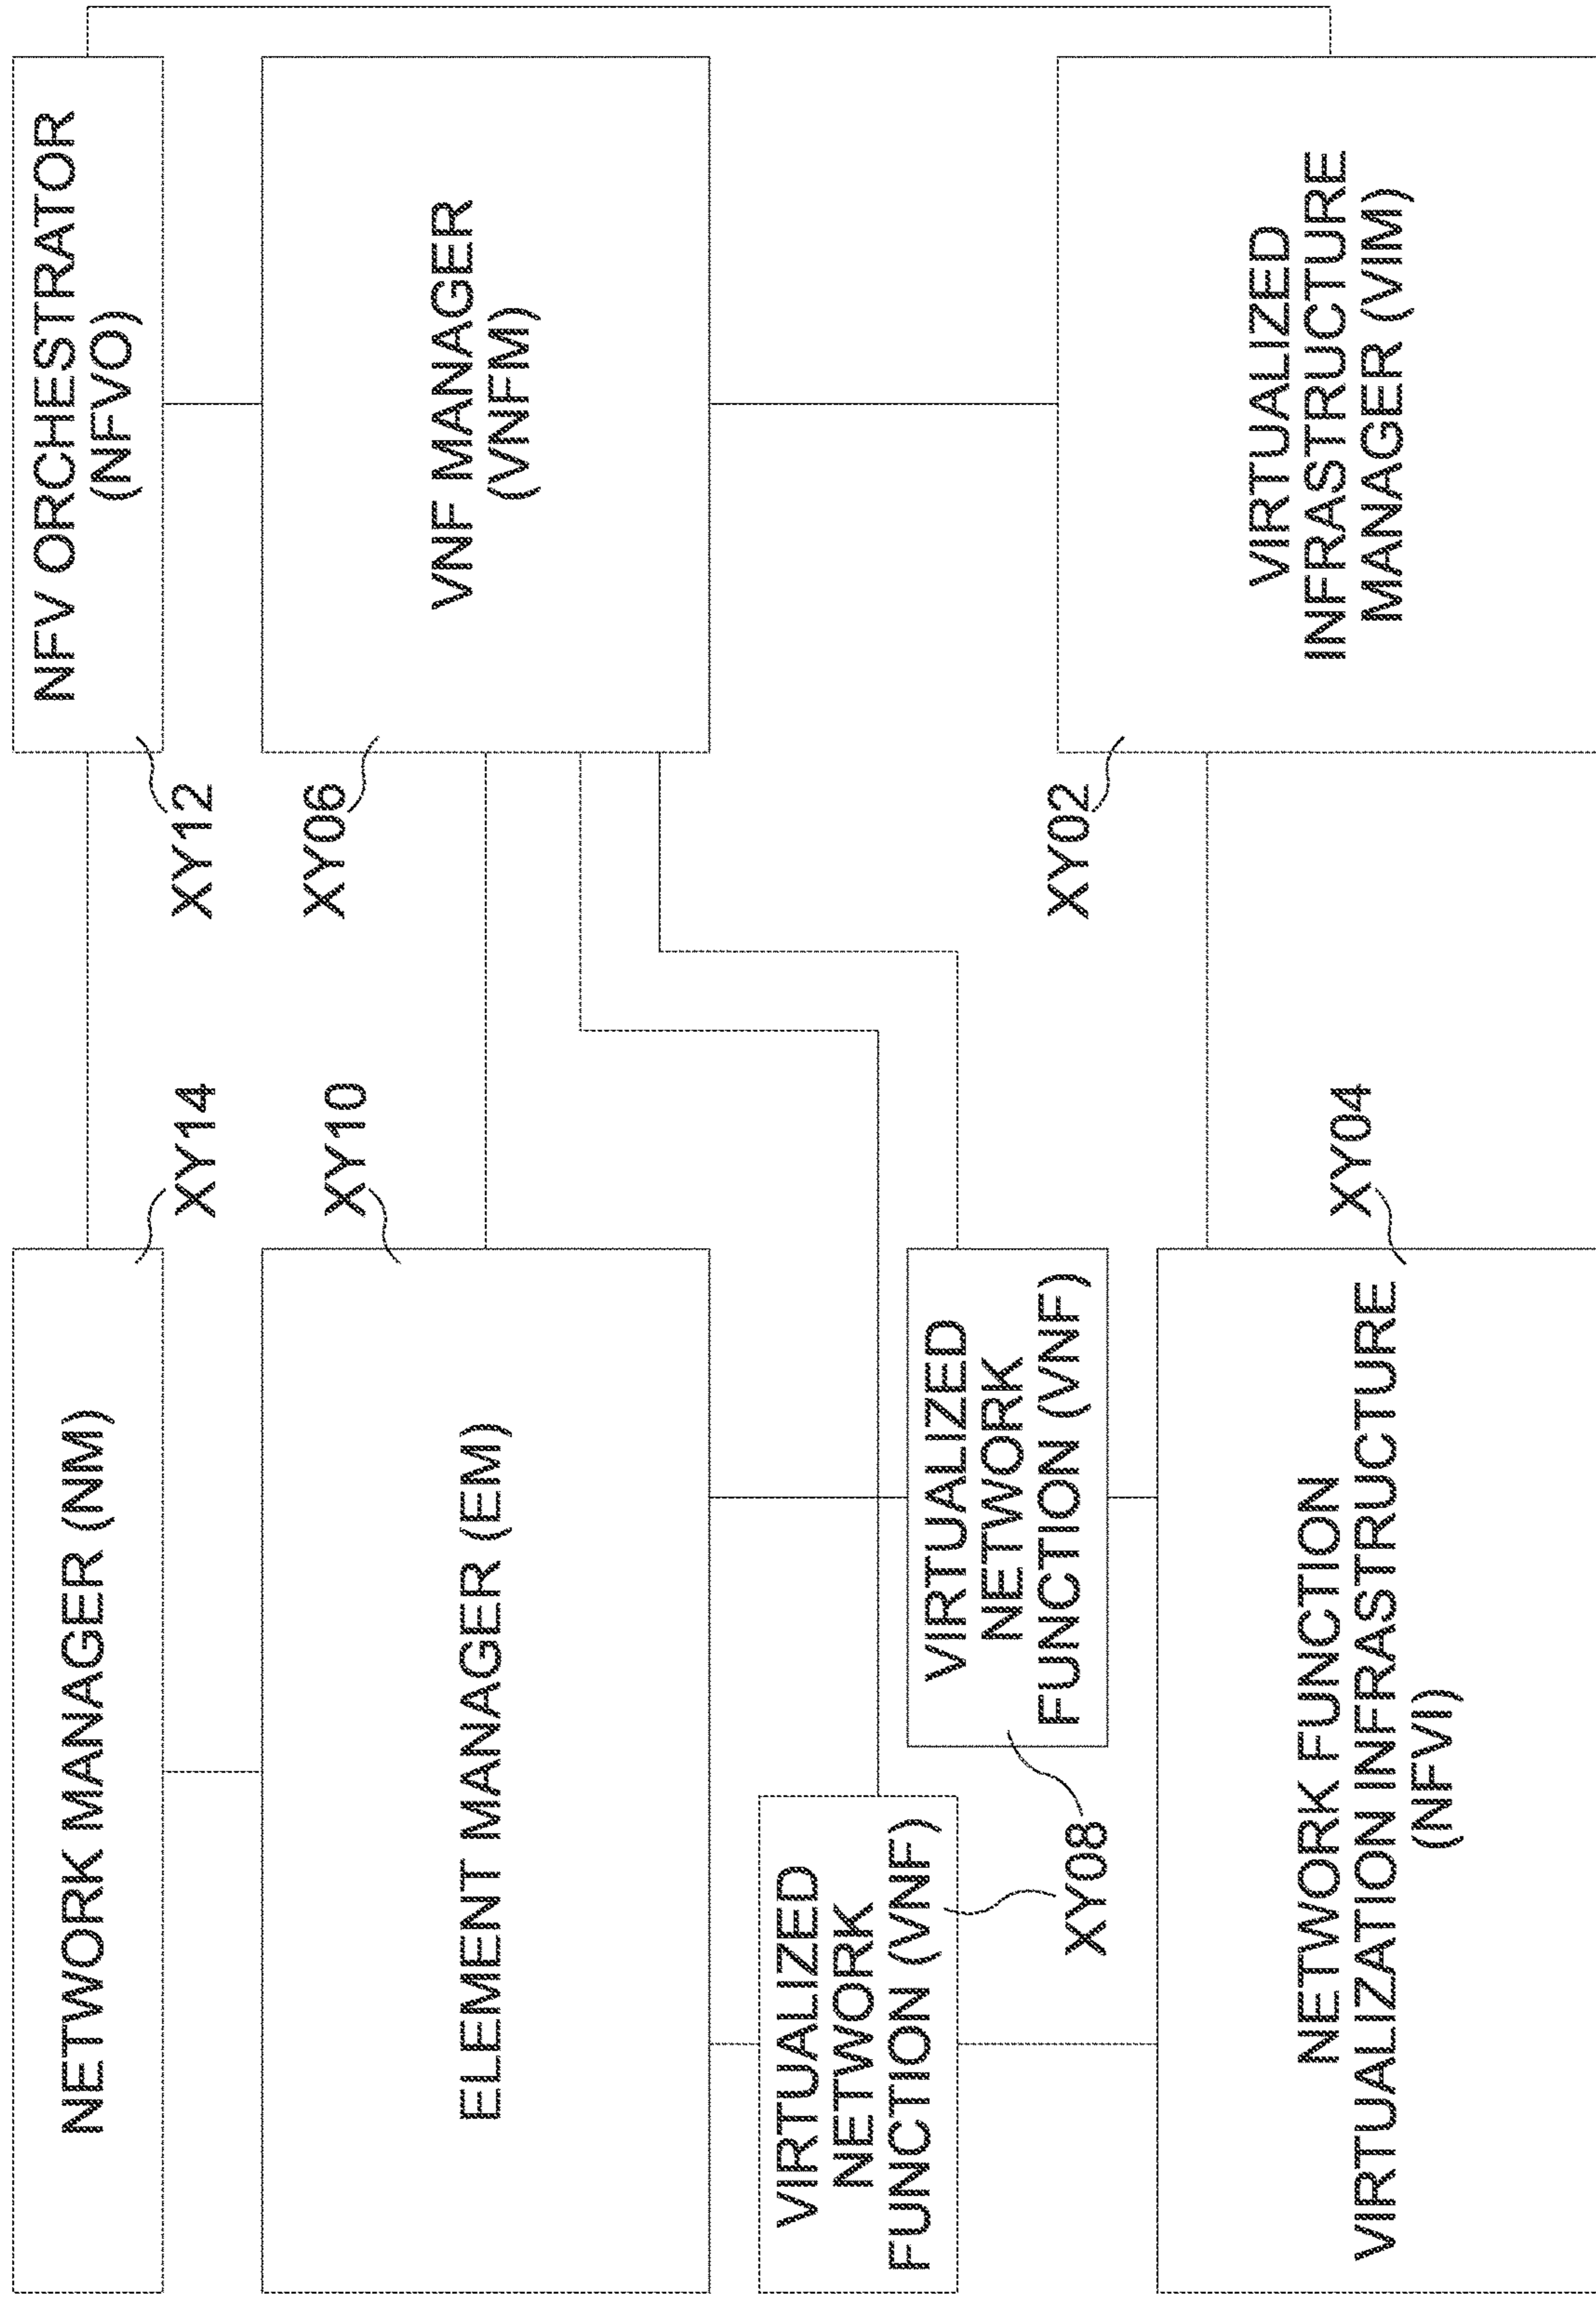 NETWORK MANAGER (NM)
XY14
XY12
NFV ORCHESTRATOR
(NFVO)
ELEMENT MANAGER (EM)
XY10
XY06
VNF MANAGER
(VNFM)
VIRTUALIZED
NETWORK
FUNCTION (VNF)
XY08
VIRTUALIZED
NETWORK
FUNCTION (VNF)
NETWORK FUNCTION
VIRTUALIZATION INFRASTRUCTURE
(NFVI)
XY04
XY02
VIRTUALIZED
INFRASTRUCTURE
MANAGER (VIM)